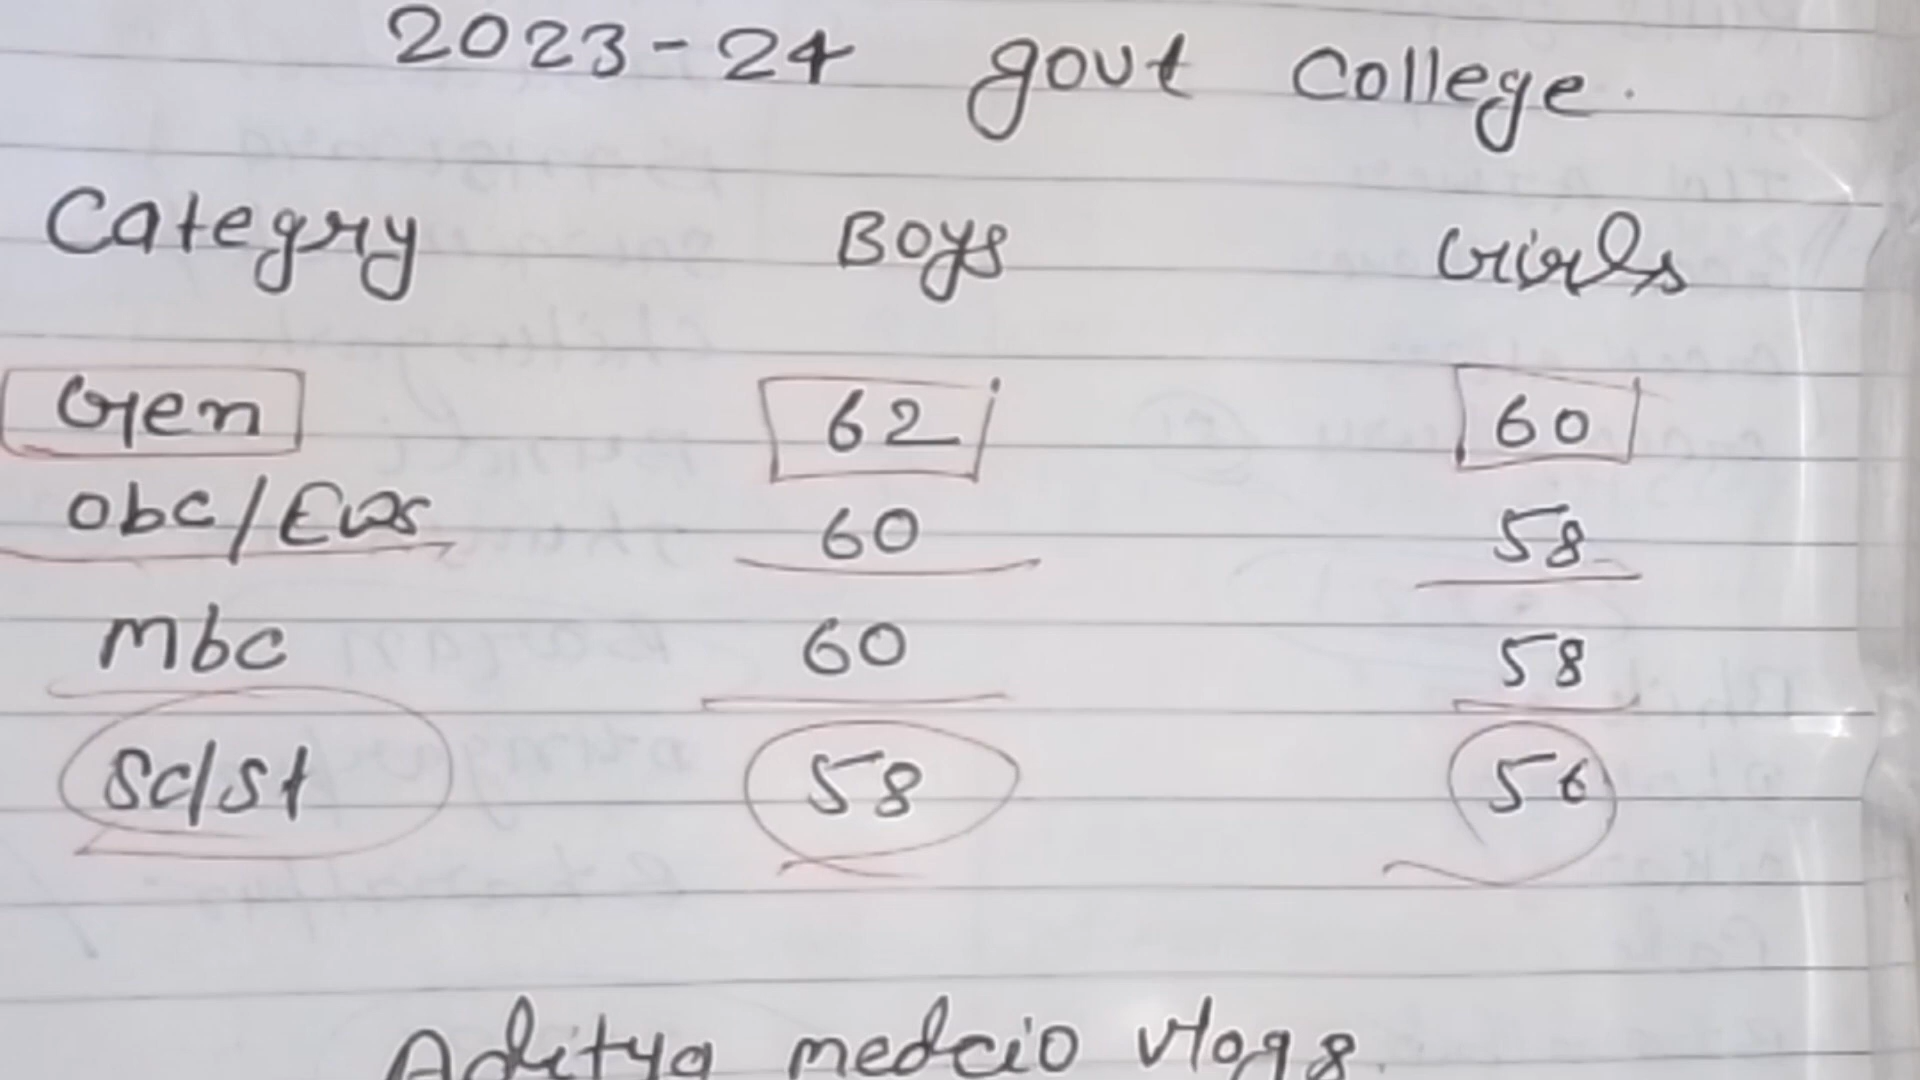 2023-24 govt College.
Categry Boys Girls
Gen 62 60
obc/Ews 60 58
Mbc 60 58
Sc/St 58 56
Aditya medcio vlogs.